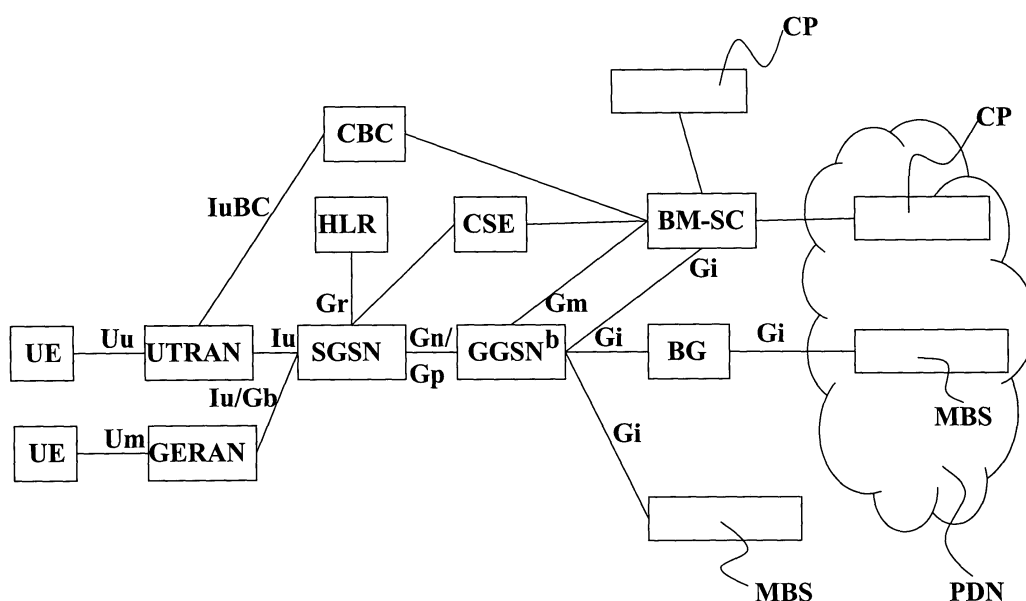 CP
CP
CBC
IuBC
HLR
CSE
BM-SC
Gi
Gr
Gm
UE
Uu
UTRAN
Iu
SGSN
Gn/
Gp
GGSN
b
Gi
BG
Gi
Iu/Gb
MBS
UE
Um
GERAN
Gi
MBS
PDN